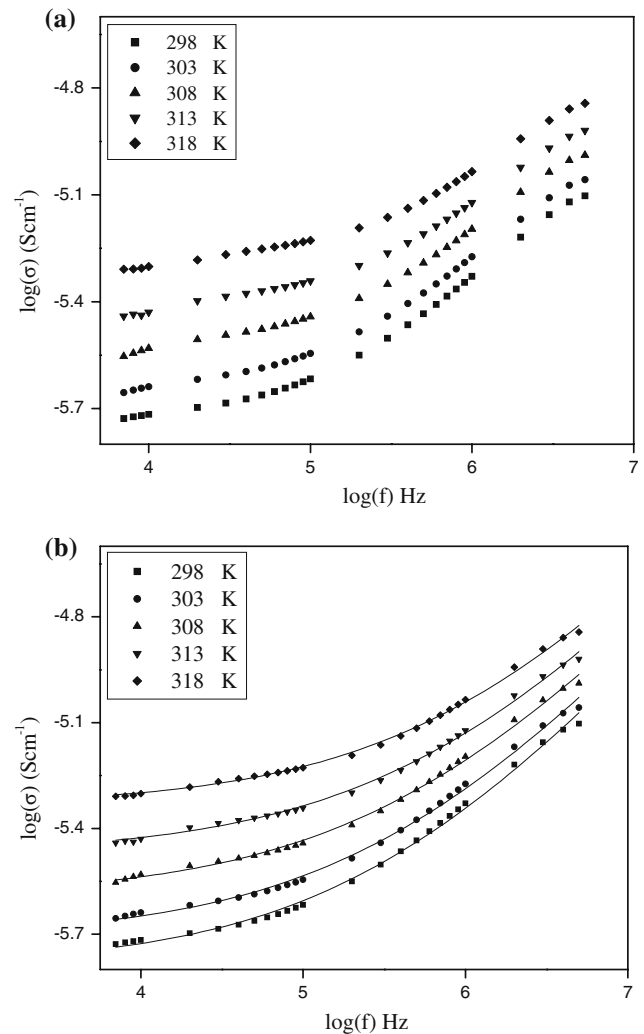 (a)
298 K
303 K
308 K
313 K
318 K
-4.8
-5.1
-5.4
-5.7
log(σ) (Scm⁻¹)
4 5 6 7
log(f) Hz
(b)
298 K
303 K
308 K
313 K
318 K
-4.8
-5.1
-5.4
-5.7
log(σ) (Scm⁻¹)
4 5 6 7
log(f) Hz